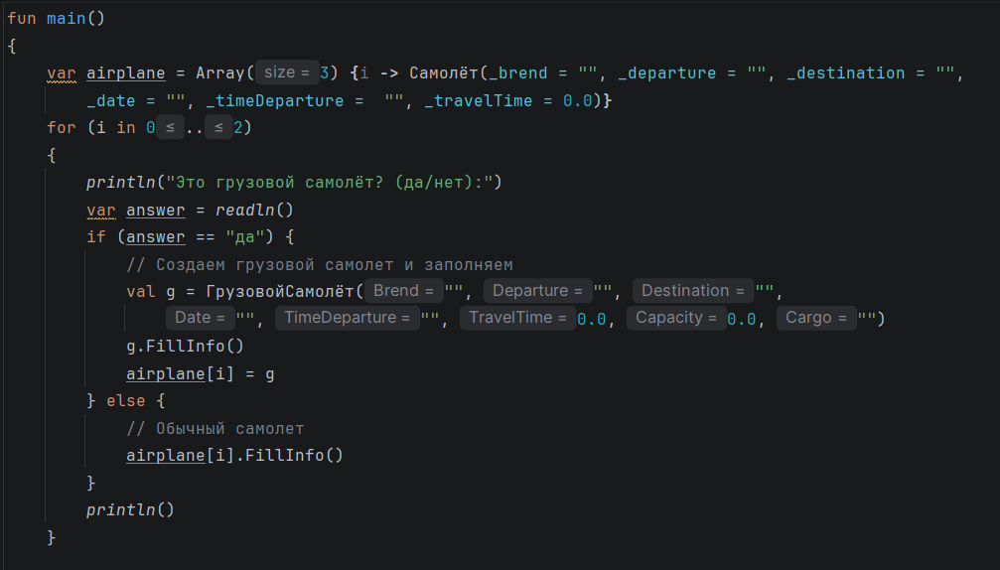 fun main()
{
    var airplane = Array( size = 3) {i -> Самолёт(_brend = "", _departure = "", _destination = "",
        _date = "", _timeDeparture =  "", _travelTime = 0.0)}
    for (i in 0 ≤ .. ≤ 2)
    {
        println("Это грузовой самолёт? (да/нет):")
        var answer = readln()
        if (answer == "да") {
            // Создаем грузовой самолет и заполняем
            val g = ГрузовойСамолёт( Brend = "", Departure = "", Destination = "",
                Date = "", TimeDeparture = "", TravelTime = 0.0, Capacity = 0.0, Cargo = "")
            g.FillInfo()
            airplane[i] = g
        } else {
            // Обычный самолет
            airplane[i].FillInfo()
        }
        println()
    }